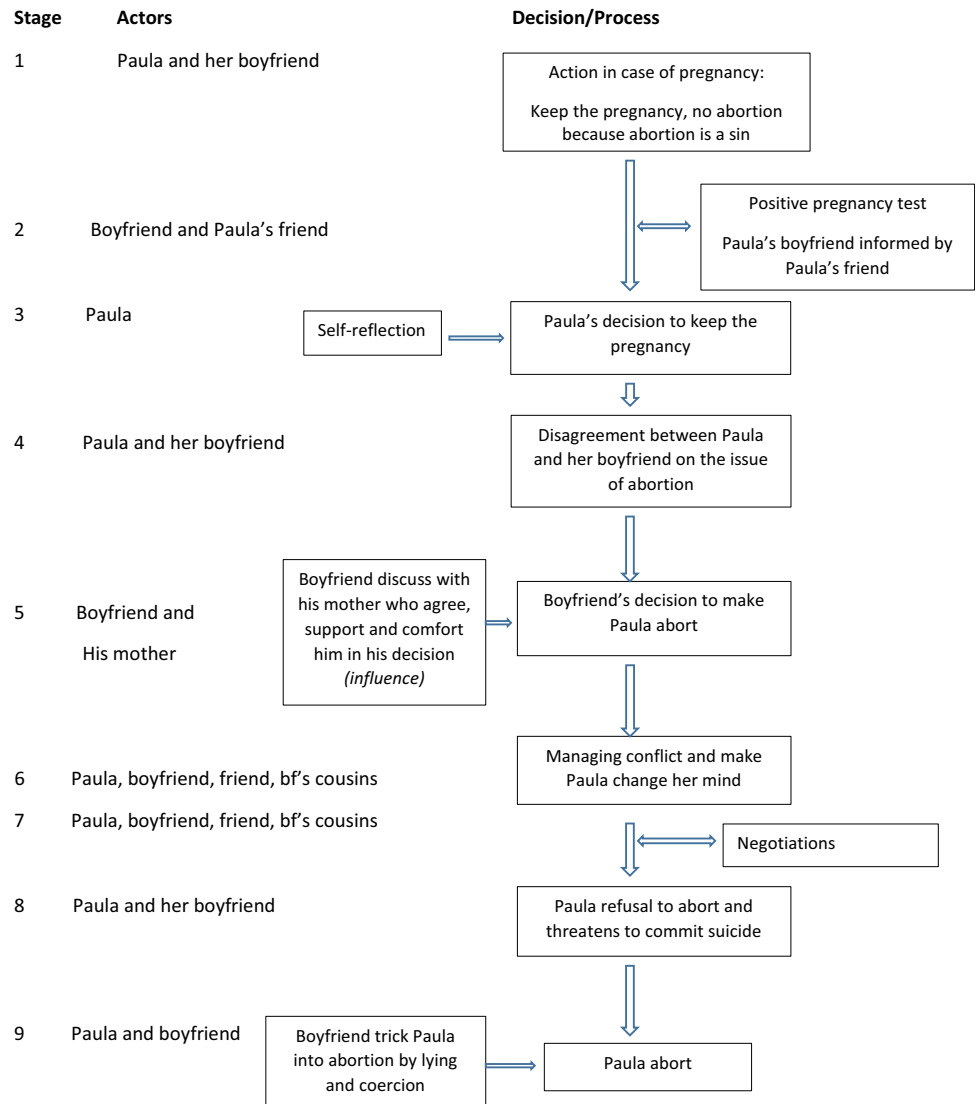 Stage Actors Decision/Process
1 Paula and her boyfriend
Action in case of pregnancy:
Keep the pregnancy, no abortion
because abortion is a sin
2 Boyfriend and Paula’s friend
Positive pregnancy test
Paula’s boyfriend informed by
Paula’s friend
3 Paula
Self-reflection
Paula’s decision to keep the
pregnancy
4 Paula and her boyfriend
Disagreement between Paula
and her boyfriend on the issue
of abortion
5 Boyfriend and
His mother
Boyfriend discuss with
his mother who agree,
support and comfort
him in his decision
(influence)
Boyfriend’s decision to make
Paula abort
6 Paula, boyfriend, friend, bf’s cousins
Managing conflict and make
Paula change her mind
7 Paula, boyfriend, friend, bf’s cousins
Negotiations
8 Paula and her boyfriend
Paula refusal to abort and
threatens to commit suicide
9 Paula and boyfriend
Boyfriend trick Paula
into abortion by lying
and coercion
Paula abort